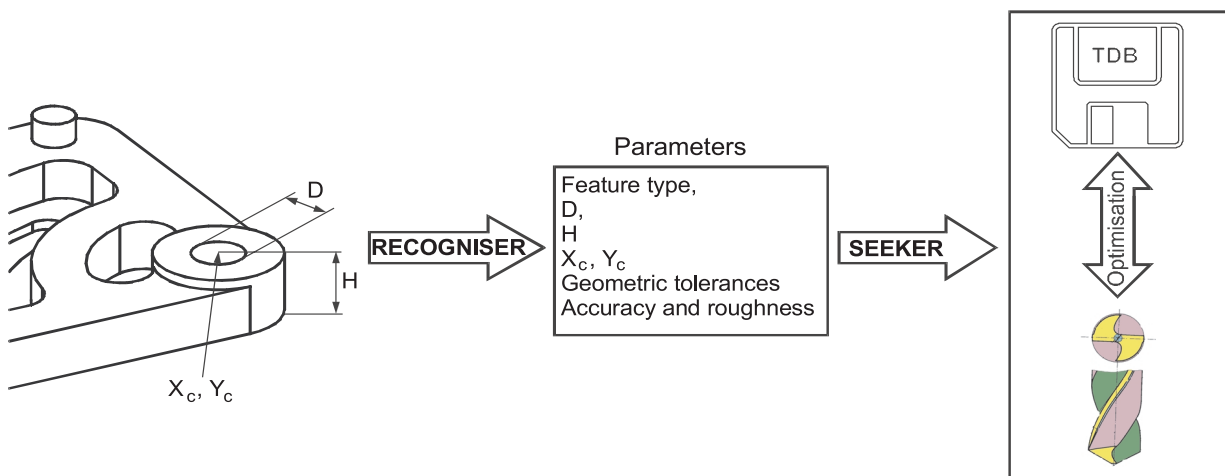 D
H
Xc, Yc
RECOGNISER
Parameters
Feature type,
D,
H
Xc, Yc
Geometric tolerances
Accuracy and roughness
SEEKER
TDB
Optimisation